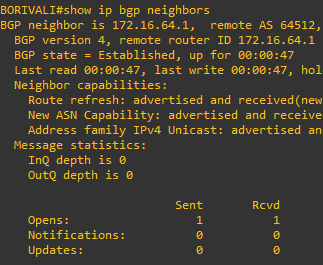 BORIVALI#show ip bgp neighbors
BGP neighbor is 172.16.64.1,  remote AS 64512,
  BGP version 4, remote router ID 172.16.64.1
  BGP state = Established, up for 00:00:47
  Last read 00:00:47, last write 00:00:47, hol
  Neighbor capabilities:
    Route refresh: advertised and received(new
    New ASN Capability: advertised and receive
    Address family IPv4 Unicast: advertised an
  Message statistics:
    InQ depth is 0
    OutQ depth is 0
                         Sent       Rcvd
    Opens:                  1          1
    Notifications:          0          0
    Updates:                0          0